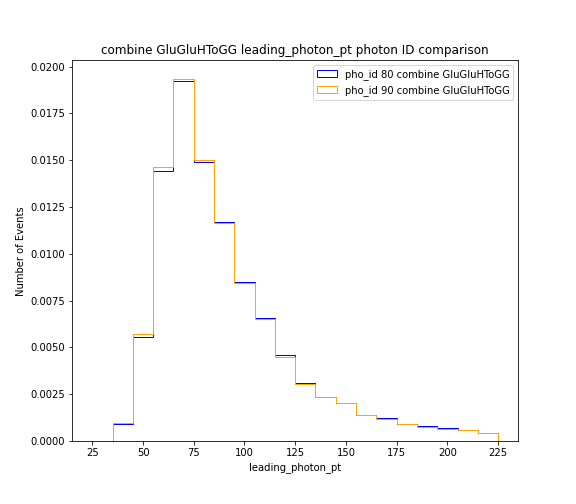 combine GluGluHToGG leading_photon_pt photon ID comparison
pho_id 80 combine GluGluHToGG
pho_id 90 combine GluGluHToGG
Number of Events
0.0200
0.0175
0.0150
0.0125
0.0100
0.0075
0.0050
0.0025
0.0000
25 50 75 100 125 150 175 200 225
leading_photon_pt